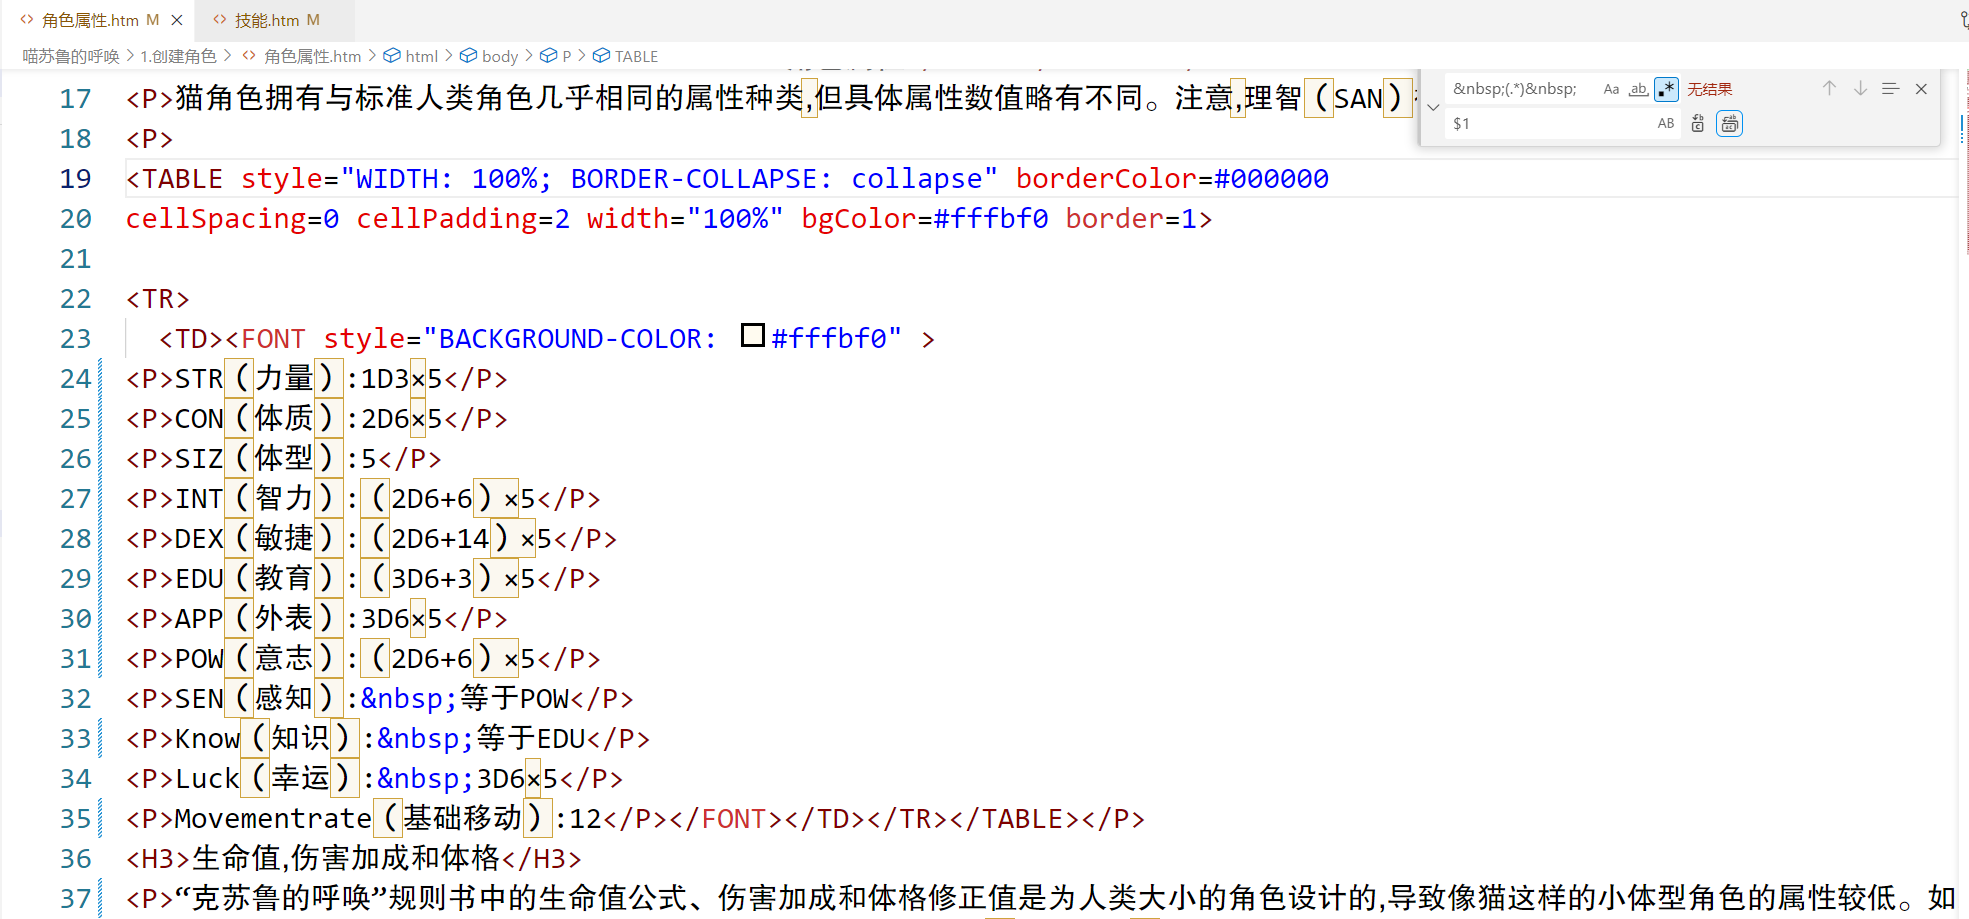 角色属性.htm M
技能.htm M
喵苏鲁的呼唤 > 1.创建角色 > 角色属性.htm > html > body > P > TABLE
&nbsp;(.*)&nbsp; Aa ab .* 无结果
$1 AB
17 <P>猫角色拥有与标准人类角色几乎相同的属性种类,但具体属性数值略有不同。注意,理智（SAN）
18 <P>
19 <TABLE style="WIDTH: 100%; BORDER-COLLAPSE: collapse" borderColor=#000000
20 cellSpacing=0 cellPadding=2 width="100%" bgColor=#fffbf0 border=1>
21
22 <TR>
23 <TD><FONT style="BACKGROUND-COLOR: #fffbf0" >
24 <P>STR（力量）:1D3×5</P>
25 <P>CON（体质）:2D6×5</P>
26 <P>SIZ（体型）:5</P>
27 <P>INT（智力）:（2D6+6）×5</P>
28 <P>DEX（敏捷）:（2D6+14）×5</P>
29 <P>EDU（教育）:（3D6+3）×5</P>
30 <P>APP（外表）:3D6×5</P>
31 <P>POW（意志）:（2D6+6）×5</P>
32 <P>SEN（感知）:&nbsp;等于POW</P>
33 <P>Know（知识）:&nbsp;等于EDU</P>
34 <P>Luck（幸运）:&nbsp;3D6×5</P>
35 <P>Movementrate（基础移动）:12</P></FONT></TD></TR></TABLE></P>
36 <H3>生命值,伤害加成和体格</H3>
37 <P>“克苏鲁的呼唤”规则书中的生命值公式、伤害加成和体格修正值是为人类大小的角色设计的,导致像猫这样的小体型角色的属性较低。如